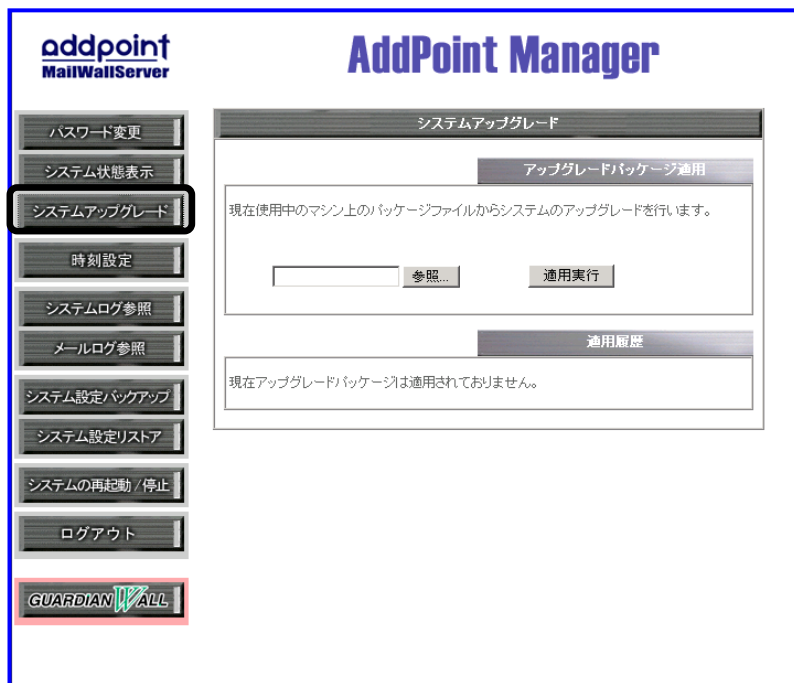 addpoint
MailWallServer
AddPoint Manager
パスワード変更
システム状態表示
システムアップグレード
時刻設定
システムログ参照
メールログ参照
システム設定バックアップ
システム設定リストア
システムの再起動/停止
ログアウト
GUARDIAN WALL
システムアップグレード
アップグレードパッケージ適用
現在使用中のマシン上のパッケージファイルからシステムのアップグレードを行います。
参照...
適用実行
適用履歴
現在アップグレードパッケージは適用されておりません。